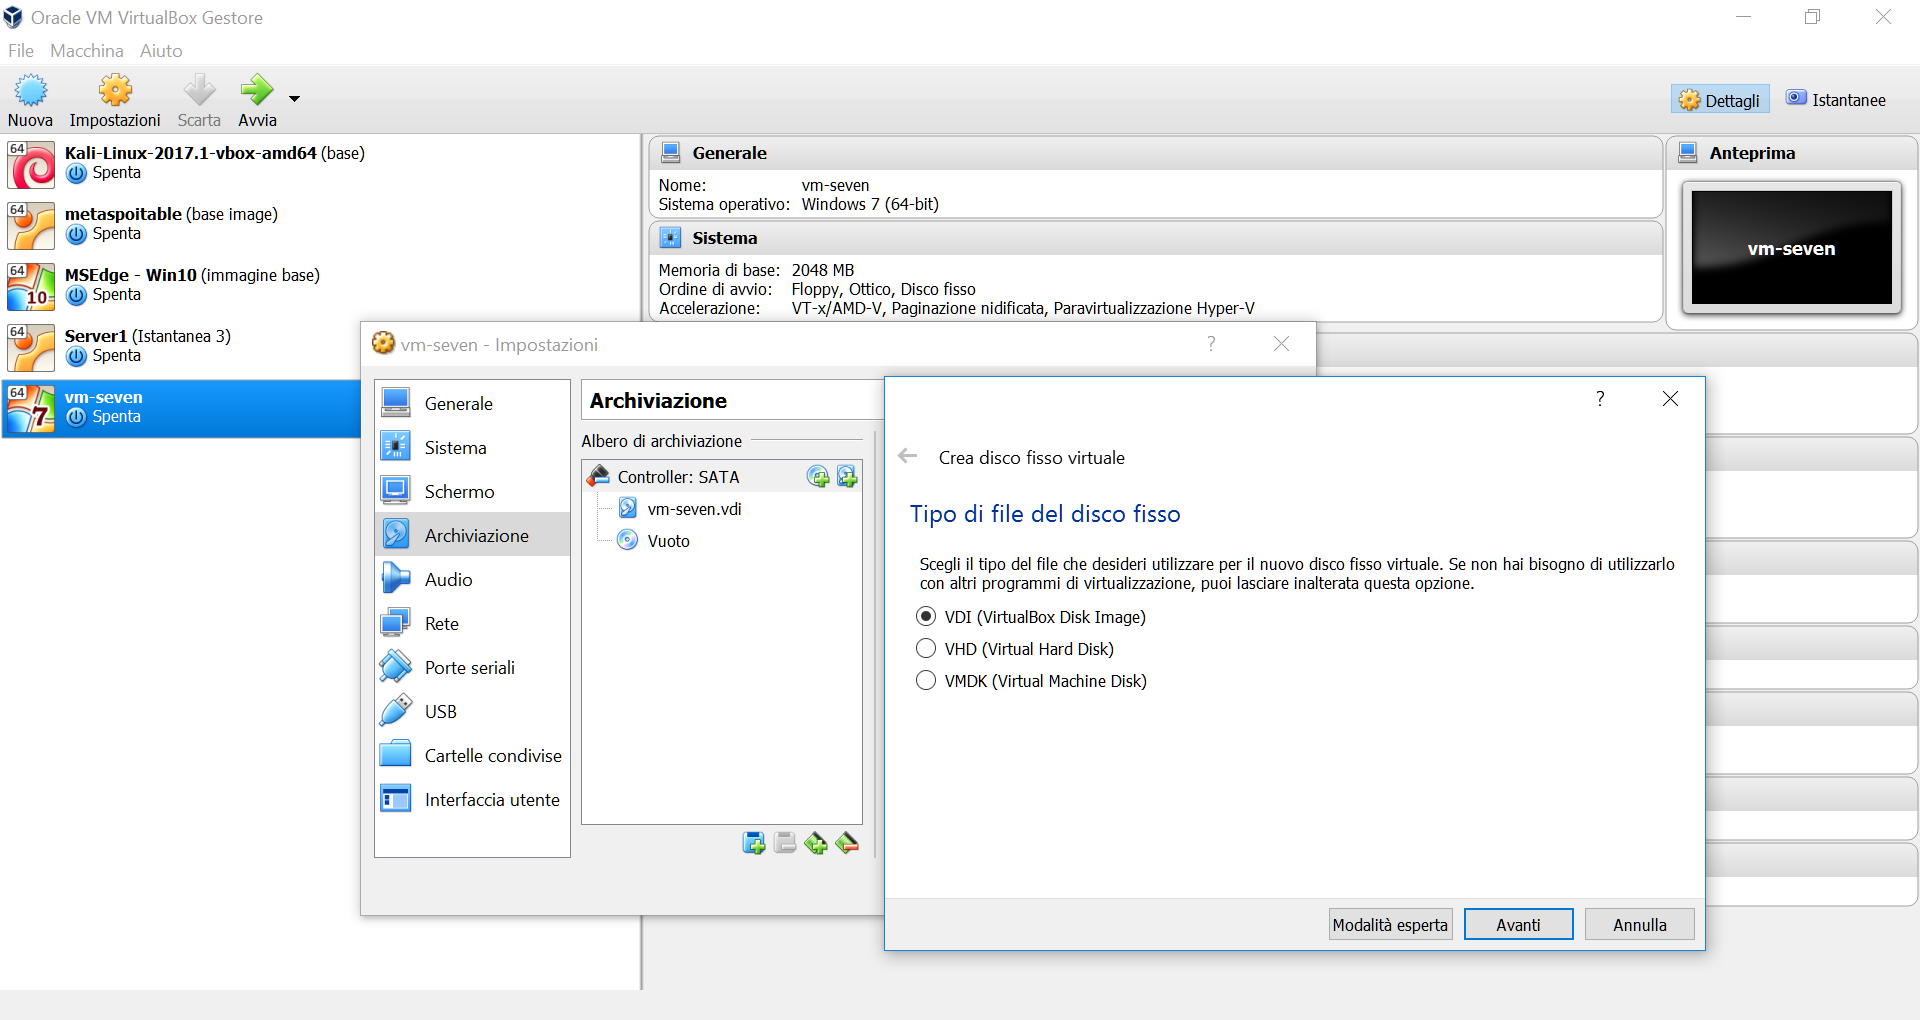 Oracle VM VirtualBox Gestore
File Macchina Aiuto
Nuova Impostazioni Scarta Avvia
Dettagli Istantanee
64 Kali-Linux-2017.1-vbox-amd64 (base)
Spenta
64 metaspoitable (base image)
Spenta
64 MSEdge - Win10 (immagine base)
10 Spenta
64 Server1 (Istantanea 3)
Spenta
64 vm-seven
7 Spenta
Generale
Nome: vm-seven
Sistema operativo: Windows 7 (64-bit)
Sistema
Memoria di base: 2048 MB
Ordine di avvio: Floppy, Ottico, Disco fisso
Accelerazione: VT-x/AMD-V, Paginazione nidificata, Paravirtualizzazione Hyper-V
Anteprima
vm-seven
vm-seven - Impostazioni ?
Generale
Sistema
Schermo
Archiviazione
Audio
Rete
Porte seriali
USB
Cartelle condivise
Interfaccia utente
Archiviazione
Albero di archiviazione
Controller: SATA
vm-seven.vdi
Vuoto
?
Crea disco fisso virtuale
Tipo di file del disco fisso
Scegli il tipo del file che desideri utilizzare per il nuovo disco fisso virtuale. Se non hai bisogno di utilizzarlo
con altri programmi di virtualizzazione, puoi lasciare inalterata questa opzione.
VDI (VirtualBox Disk Image)
VHD (Virtual Hard Disk)
VMDK (Virtual Machine Disk)
Modalità esperta Avanti Annulla